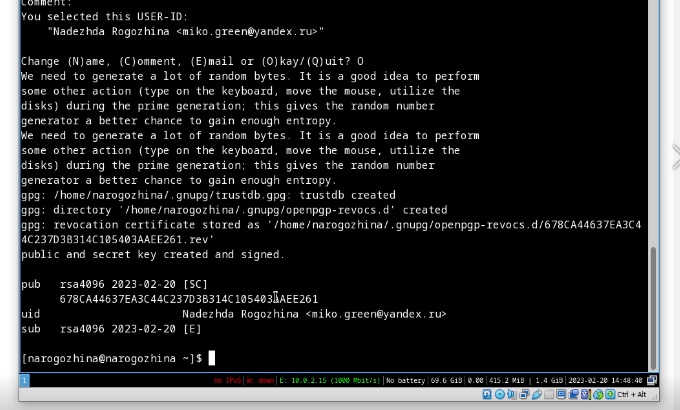 Comment:
You selected this USER-ID:
"Nadezhda Rogozhina <miko.green@yandex.ru>"
Change (N)ame, (C)omment, (E)mail or (O)kay/(Q)uit? O
We need to generate a lot of random bytes. It is a good idea to perform
some other action (type on the keyboard, move the mouse, utilize the
disks) during the prime generation; this gives the random number
generator a better chance to gain enough entropy.
We need to generate a lot of random bytes. It is a good idea to perform
some other action (type on the keyboard, move the mouse, utilize the
disks) during the prime generation; this gives the random number
generator a better chance to gain enough entropy.
gpg: /home/narogozhina/.gnupg/trustdb.gpg: trustdb created
gpg: directory '/home/narogozhina/.gnupg/openpgp-revocs.d' created
gpg: revocation certificate stored as '/home/narogozhina/.gnupg/openpgp-revocs.d/678CA44637EA3C4
4C237D3B314C105403AAEE261.rev'
public and secret key created and signed.
pub rsa4096 2023-02-20 [SC]
678CA44637EA3C44C237D3B314C105403AAEE261
uid Nadezhda Rogozhina <miko.green@yandex.ru>
sub rsa4096 2023-02-20 [E]
[narogozhina@narogozhina ~]$
1 no IPv6|W: down|E: 10.0.2.15 (1000 Mbit/s)|No battery|69.6 GiB|0.00|415.2 MiB | 1.4 GiB|2023-02-20 14:48:40
Ctrl + Alt